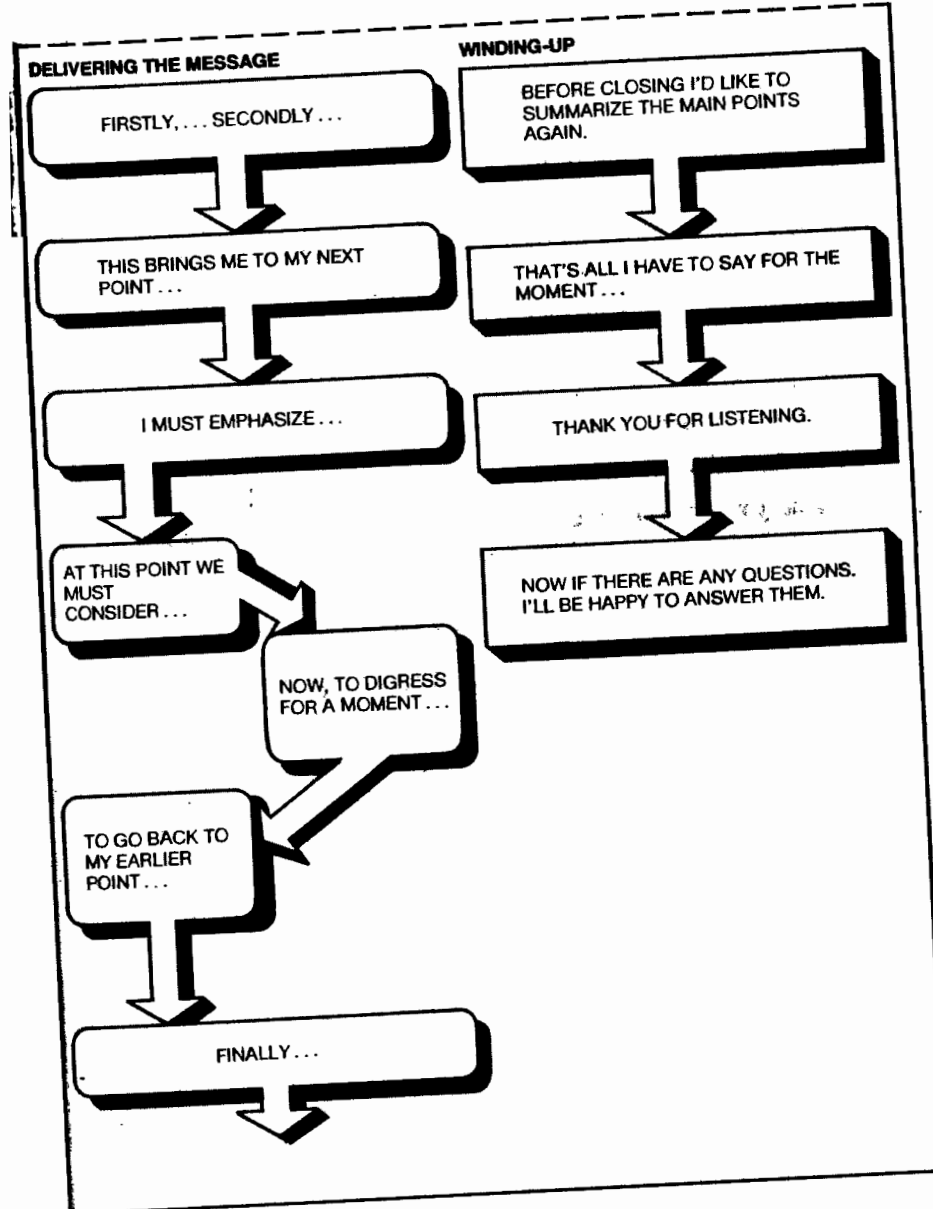 DELIVERING THE MESSAGE
FIRSTLY, ... SECONDLY ...
THIS BRINGS ME TO MY NEXT
POINT ...
I MUST EMPHASIZE ...
AT THIS POINT WE
MUST
CONSIDER ...
NOW, TO DIGRESS
FOR A MOMENT ...
TO GO BACK TO
MY EARLIER
POINT ...
FINALLY ...
WINDING-UP
BEFORE CLOSING I'D LIKE TO
SUMMARIZE THE MAIN POINTS
AGAIN.
THAT'S ALL I HAVE TO SAY FOR THE
MOMENT ...
THANK YOU FOR LISTENING.
NOW IF THERE ARE ANY QUESTIONS.
I'LL BE HAPPY TO ANSWER THEM.